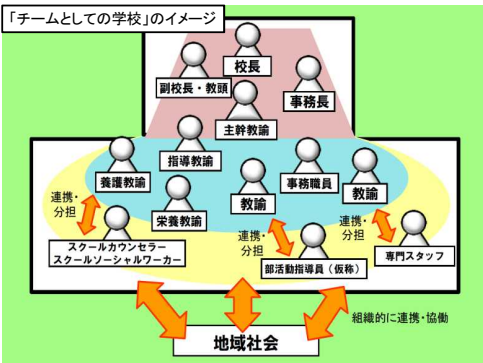 「チームとしての学校」のイメージ
校長
副校長・教頭
事務長
主幹教諭
指導教諭
養護教諭
事務職員
教諭
栄養教諭
教諭
連携・
分担
スクールカウンセラー
スクールソーシャルワーカー
連携・
分担
部活動指導員（仮称）
連携・
分担
専門スタッフ
組織的に連携・協働
地域社会